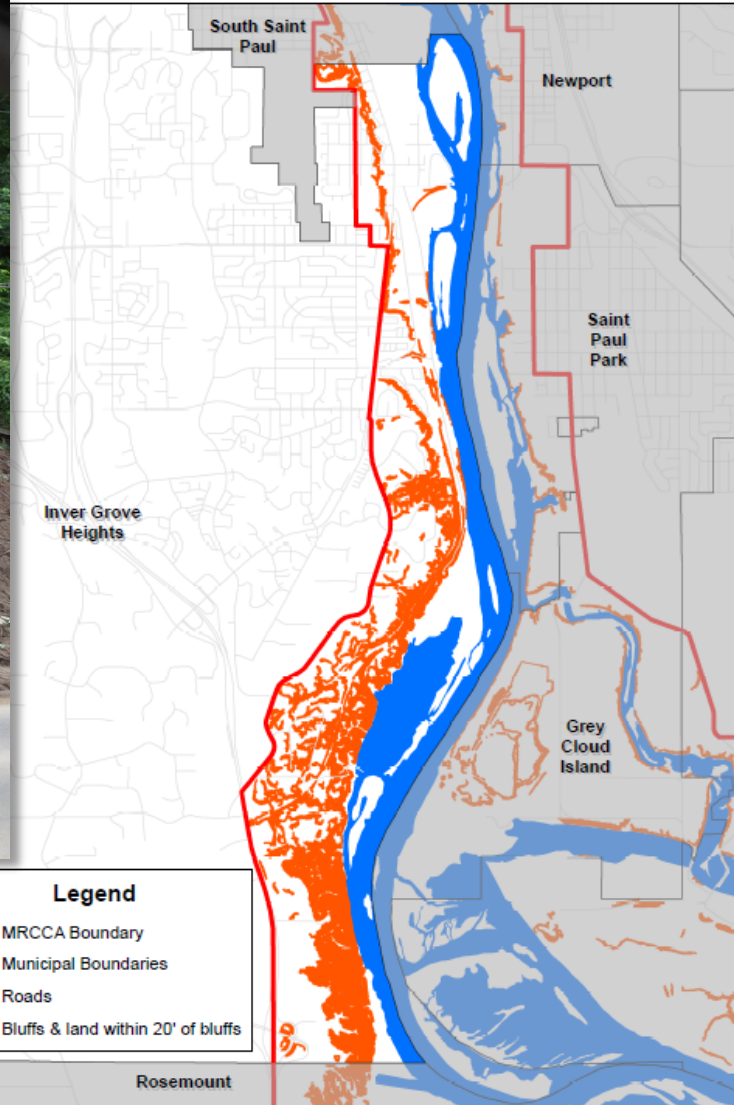 South Saint
Paul
Newport
Saint
Paul
Park
Inver Grove
Heights
Grey
Cloud
Island
Legend
MRCCA Boundary
Municipal Boundaries
Roads
Bluffs & land within 20' of bluffs
Rosemount